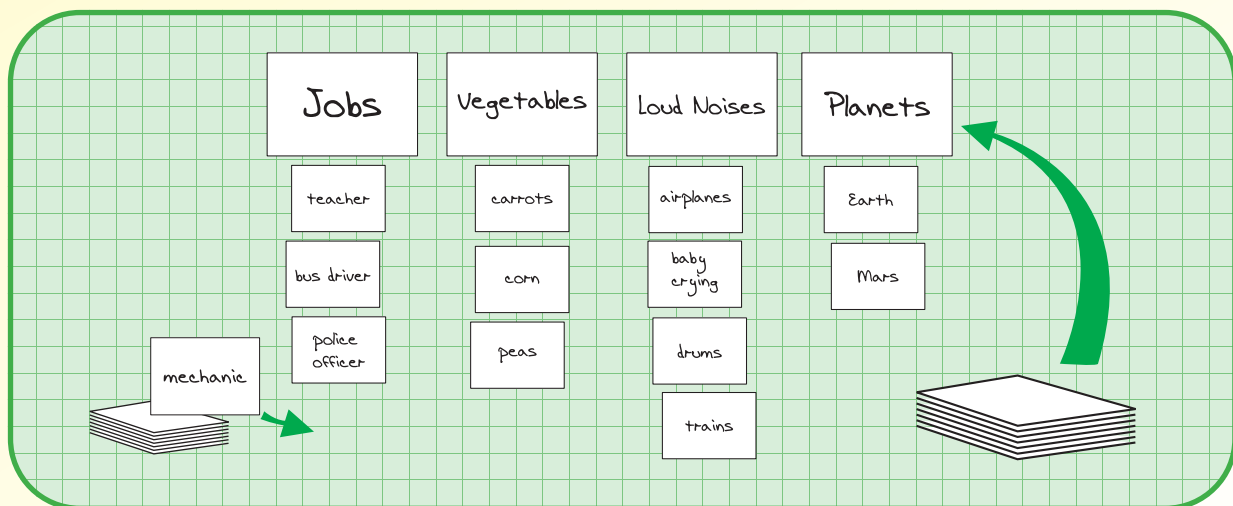 Jobs
Vegetables
Loud Noises
Planets
teacher
carrots
airplanes
Earth
bus driver
corn
baby
crying
Mars
police
officer
peas
drums
mechanic
trains